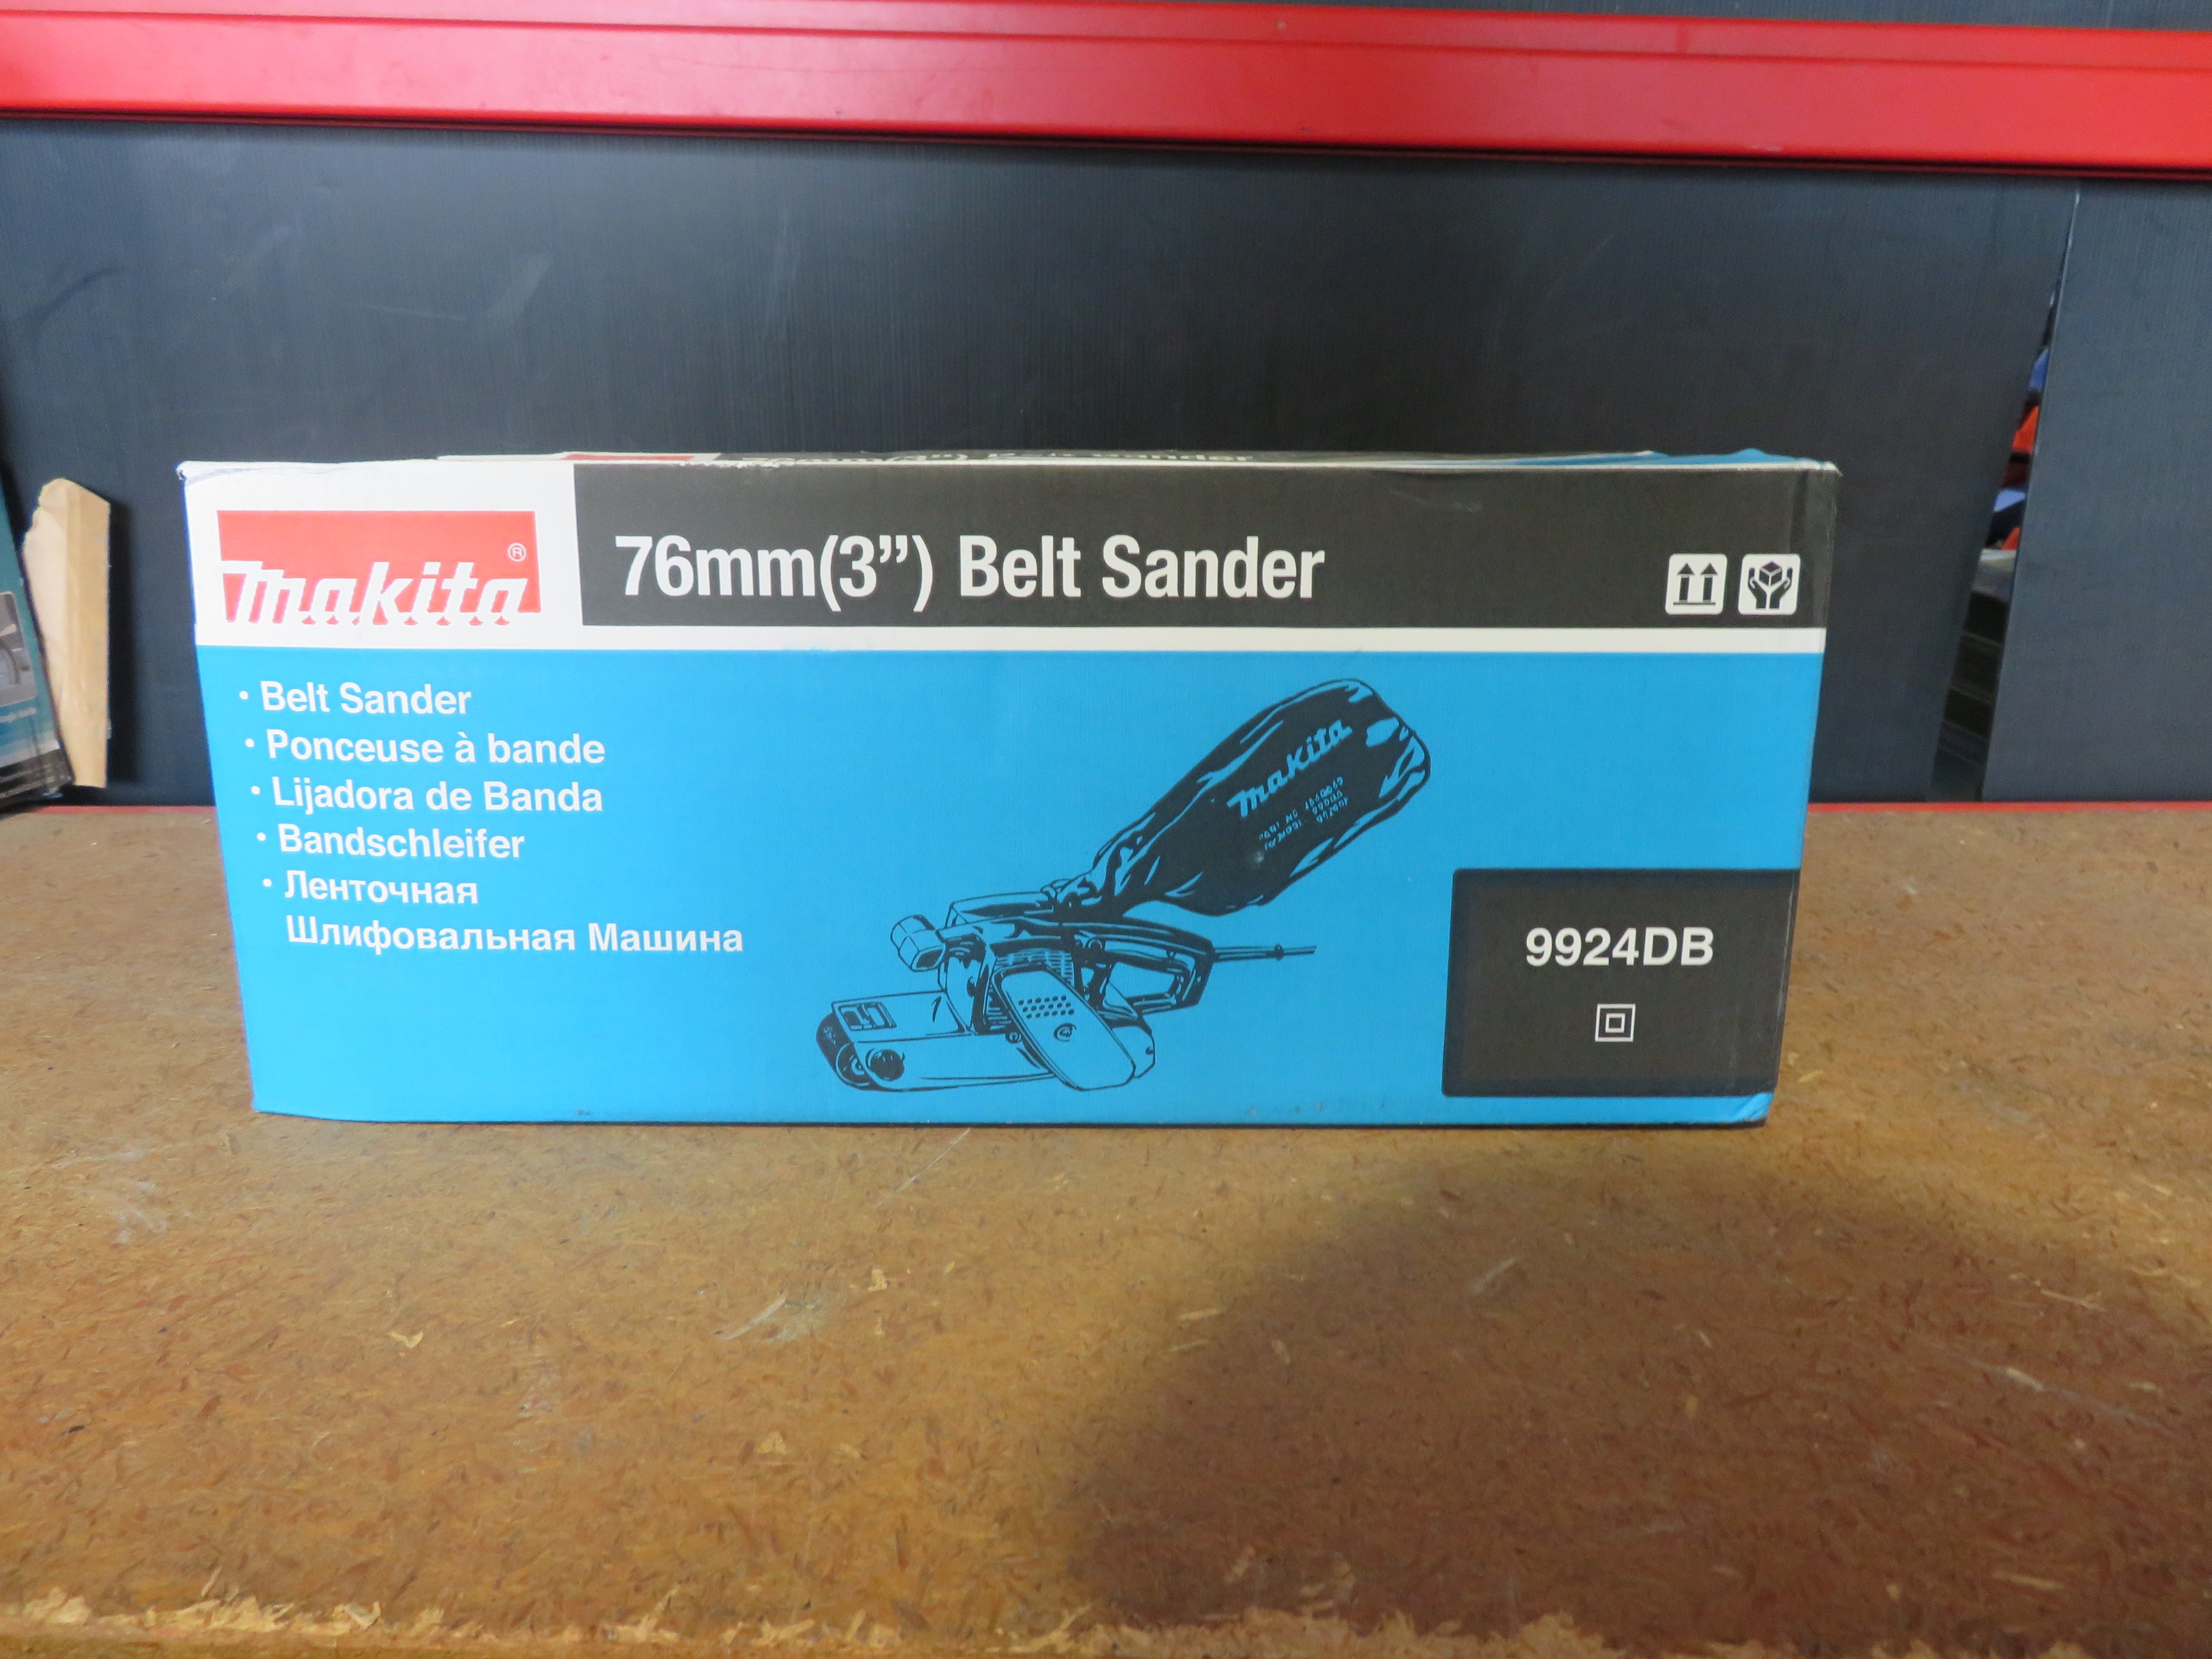 makita®
76mm(3") Belt Sander
• Belt Sander
• Ponceuse à bande
• Lijadora de Banda
• Bandschleifer
• Ленточная
Шлифовальная Машина
makita
9924DB